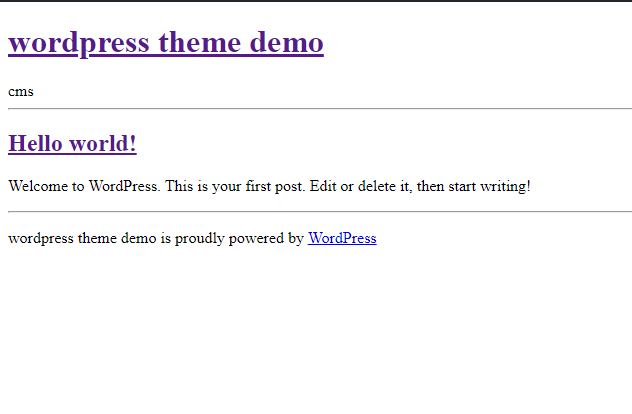 wordpress theme demo
cms
Hello world!
Welcome to WordPress. This is your first post. Edit or delete it, then start writing!
wordpress theme demo is proudly powered by WordPress